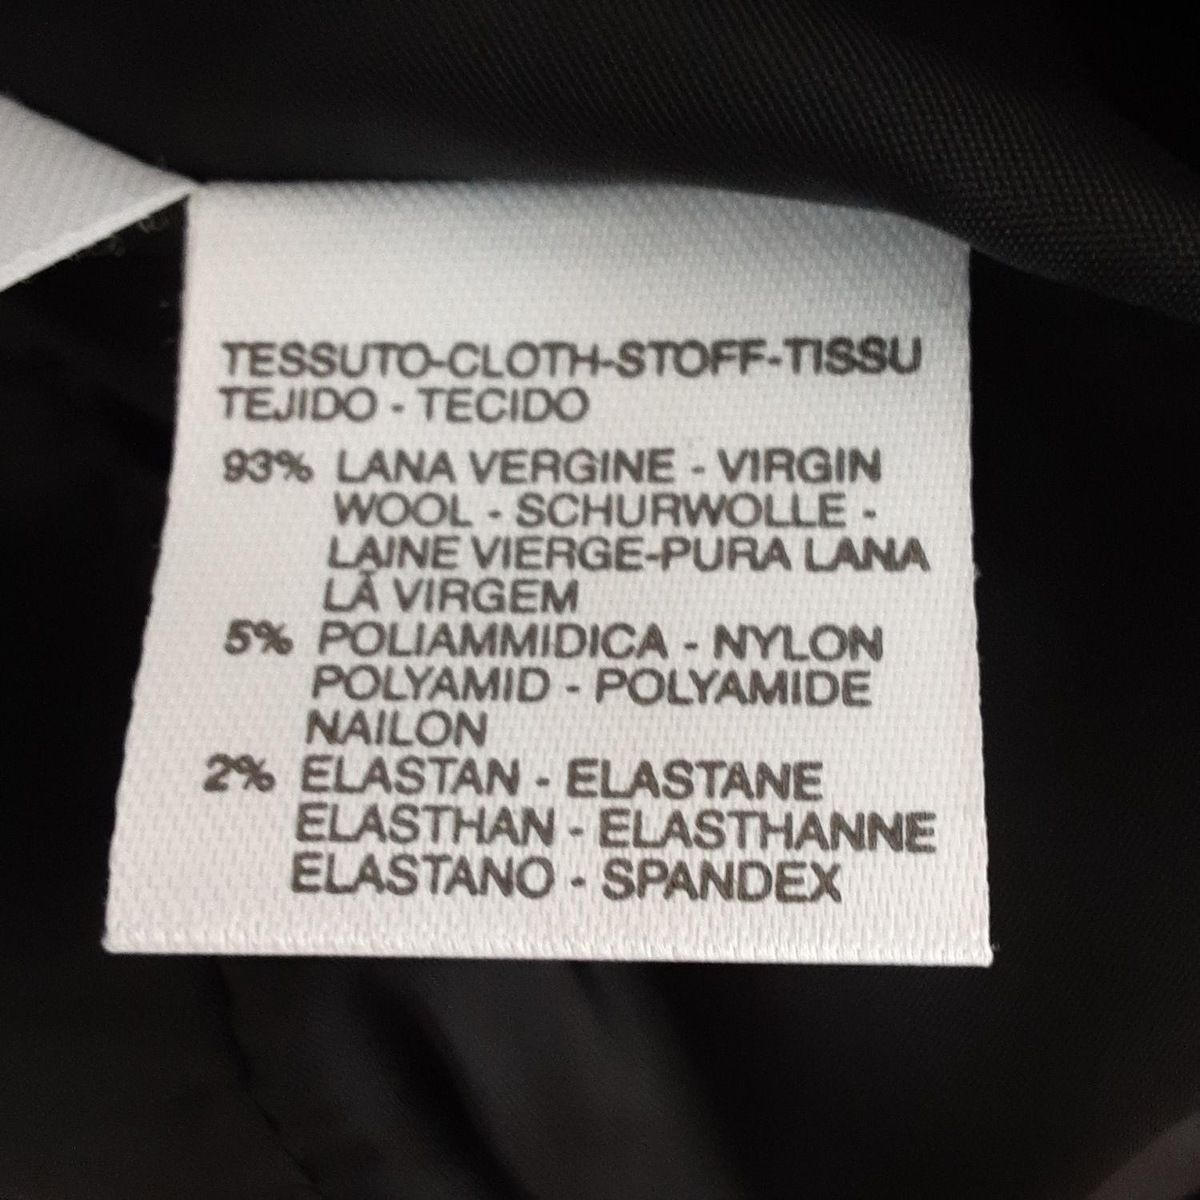 TESSUTO-CLOTH-STOFF-TISSU
TEJIDO - TECIDO
93% LANA VERGINE - VIRGIN
WOOL - SCHURWOLLE -
LAINE VIERGE-PURA LANA
LÃ VIRGEM
5% POLIAMMIDICA - NYLON
POLYAMID - POLYAMIDE
NAILON
2% ELASTAN - ELASTANE
ELASTHAN - ELASTHANNE
ELASTANO - SPANDEX